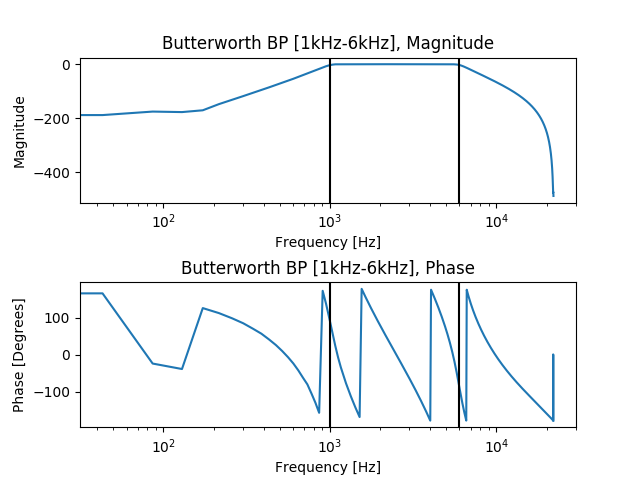 Butterworth BP [1kHz-6kHz], Magnitude
0
−200
−400
Magnitude
10²
10³
10⁴
Frequency [Hz]
Butterworth BP [1kHz-6kHz], Phase
100
0
−100
Phase [Degrees]
10²
10³
10⁴
Frequency [Hz]